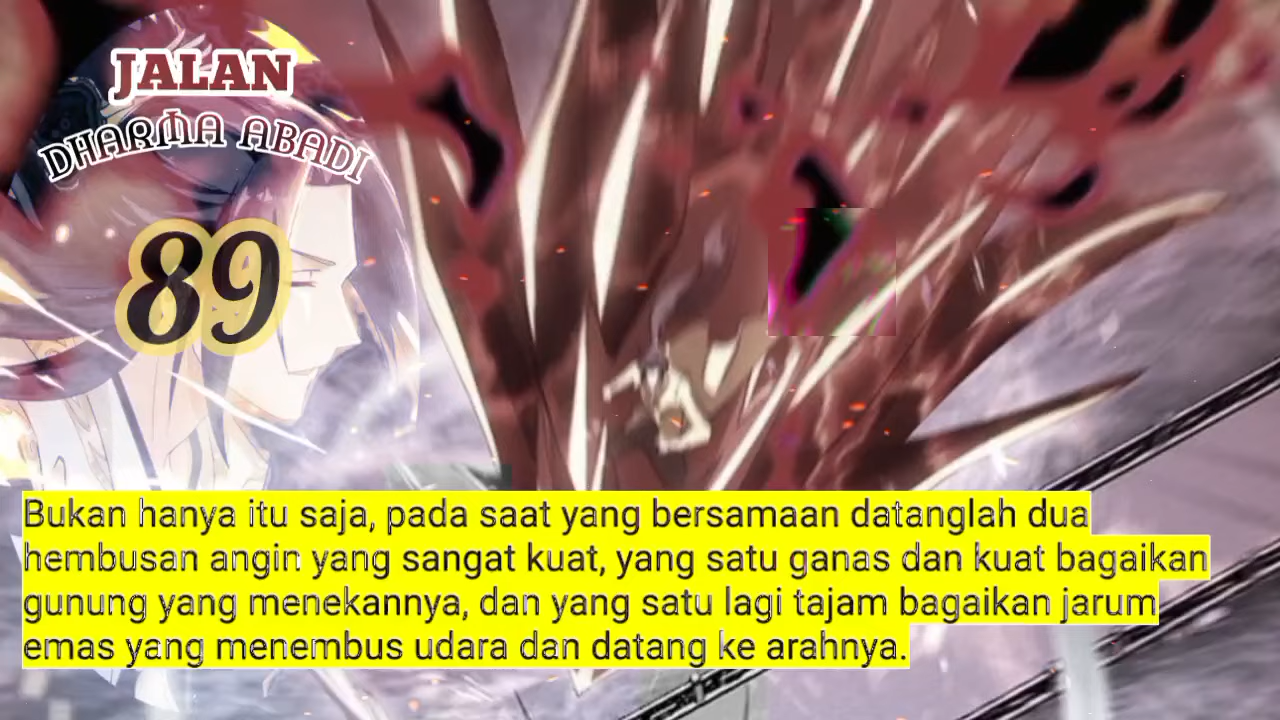 JALAN
DHARMA ABADI
89
Bukan hanya itu saja, pada saat yang bersamaan datanglah dua
hembusan angin yang sangat kuat, yang satu ganas dan kuat bagaikan
gunung yang menekannya, dan yang satu lagi tajam bagaikan jarum
emas yang menembus udara dan datang ke arahnya.